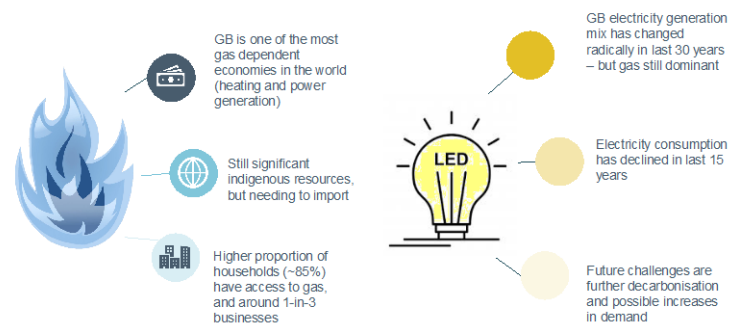 GB is one of the most
gas dependent
economies in the world
(heating and power
generation)
Still significant
indigenous resources,
but needing to import
Higher proportion of
households (~85%)
have access to gas,
and around 1-in-3
businesses
LED
GB electricity generation
mix has changed
radically in last 30 years
– but gas still dominant
Electricity consumption
has declined in last 15
years
Future challenges are
further decarbonisation
and possible increases
in demand